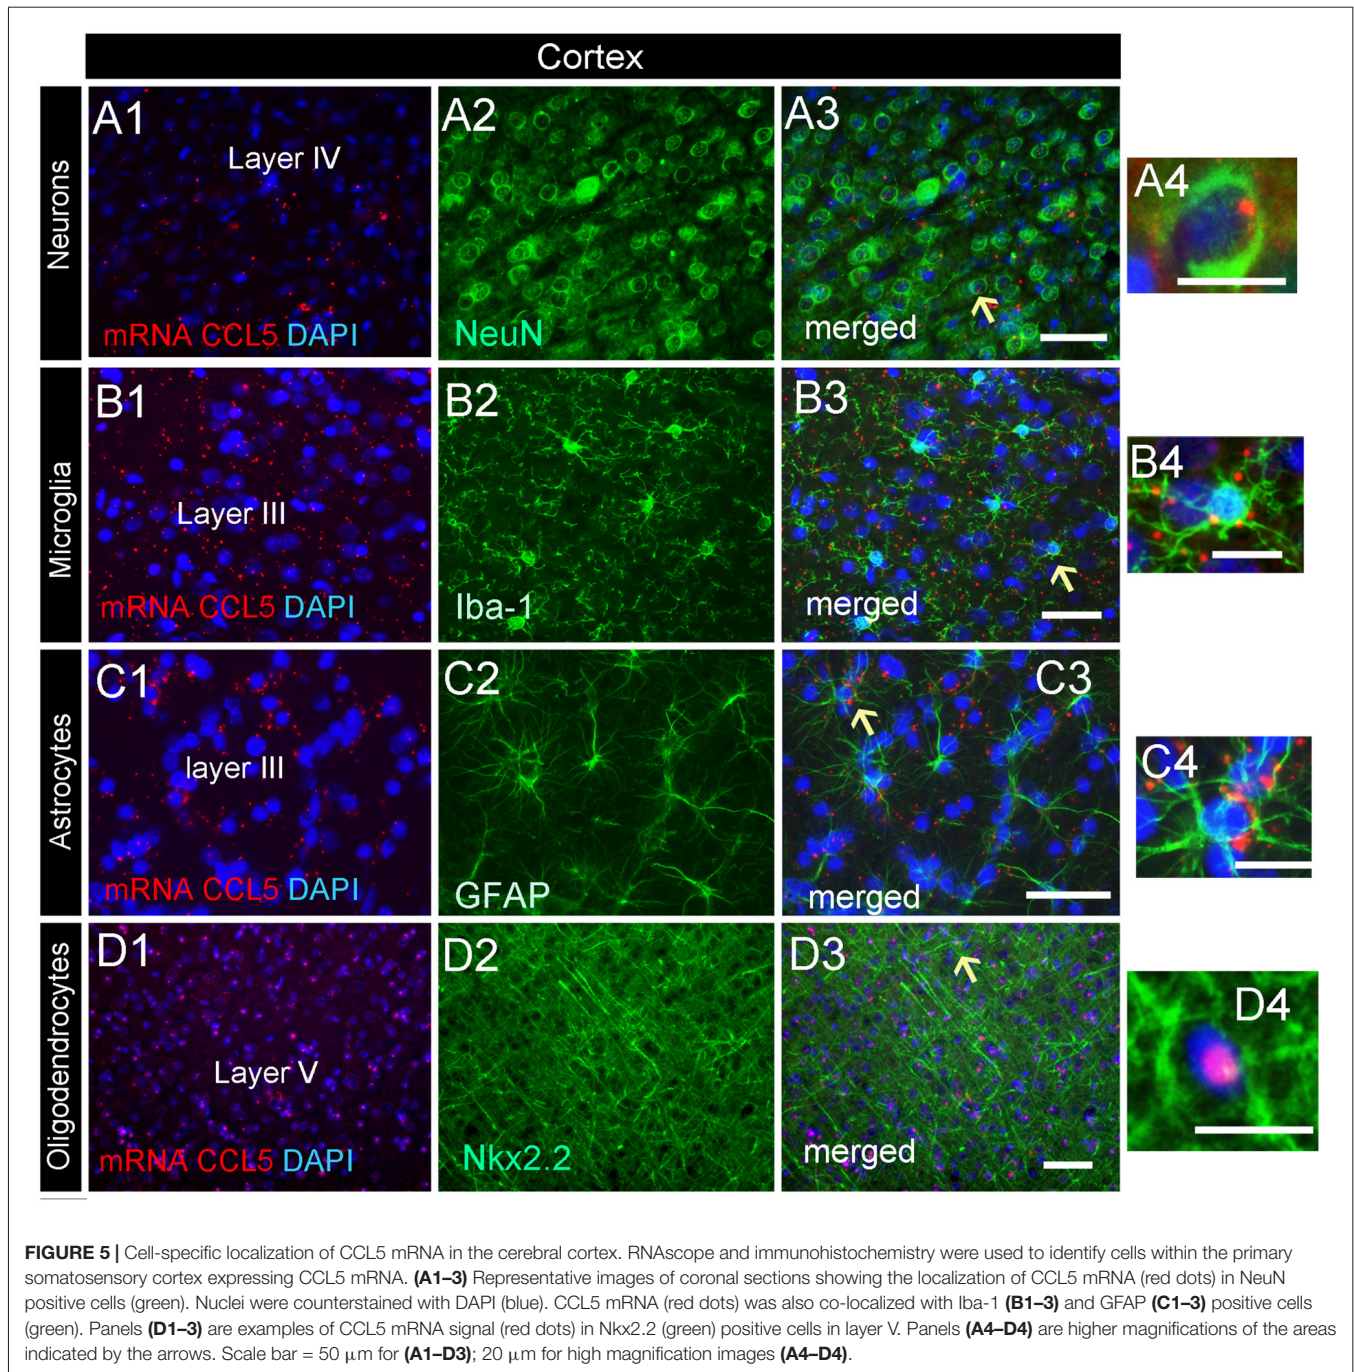 Cortex
Neurons
A1
Layer IV
mRNA CCL5 DAPI
A2
NeuN
A3
merged
A4
Microglia
B1
Layer III
mRNA CCL5 DAPI
B2
Iba-1
B3
merged
B4
Astrocytes
C1
layer III
mRNA CCL5 DAPI
C2
GFAP
C3
merged
C4
Oligodendrocytes
D1
Layer V
mRNA CCL5 DAPI
D2
Nkx2.2
D3
merged
D4
FIGURE 5 | Cell-specific localization of CCL5 mRNA in the cerebral cortex. RNAscope and immunohistochemistry were used to identify cells within the primary
somatosensory cortex expressing CCL5 mRNA. (A1–3) Representative images of coronal sections showing the localization of CCL5 mRNA (red dots) in NeuN
positive cells (green). Nuclei were counterstained with DAPI (blue). CCL5 mRNA (red dots) was also co-localized with Iba-1 (B1–3) and GFAP (C1–3) positive cells
(green). Panels (D1–3) are examples of CCL5 mRNA signal (red dots) in Nkx2.2 (green) positive cells in layer V. Panels (A4–D4) are higher magnifications of the areas
indicated by the arrows. Scale bar = 50 μm for (A1–D3); 20 μm for high magnification images (A4–D4).